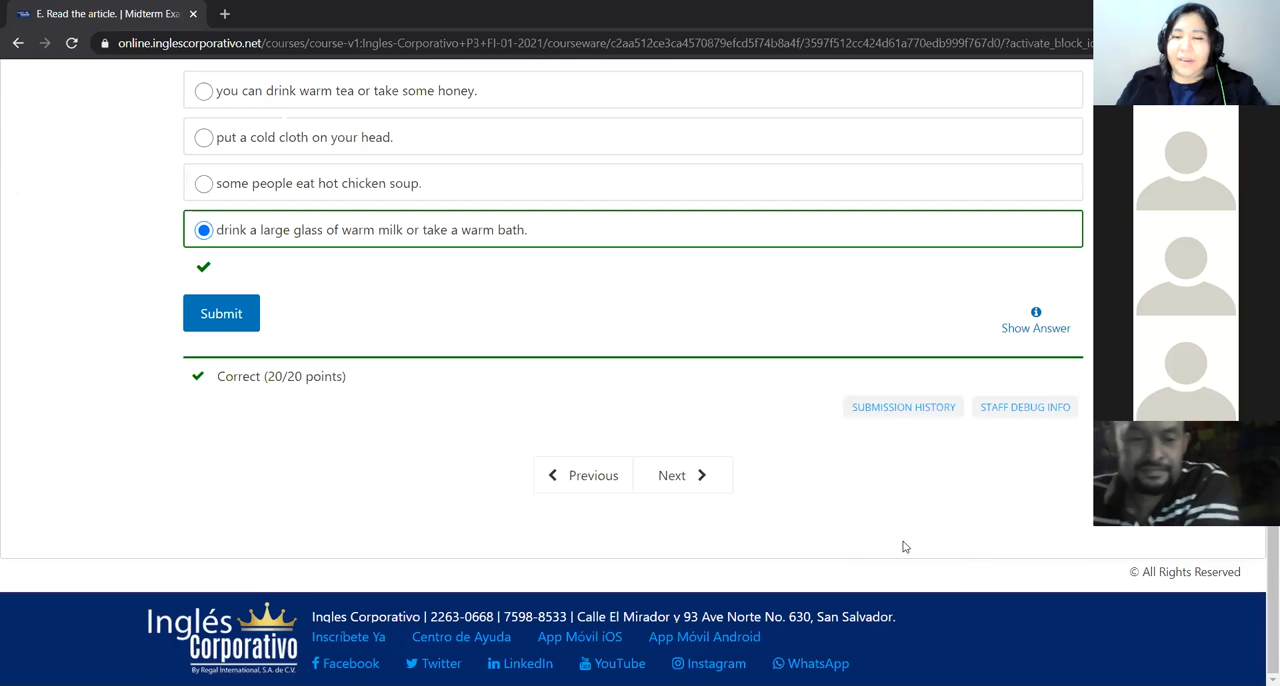 E. Read the article. | Midterm Exa
online.inglescorporativo.net/courses/course-v1:Ingles-Corporativo+P3+FI-01-2021/courseware/c2aa512ce3ca4570879efcd5f74b8a4f/3597f512cc424d61a770edb999f767d0/?activate_block_i
you can drink warm tea or take some honey.
put a cold cloth on your head.
some people eat hot chicken soup.
drink a large glass of warm milk or take a warm bath.
Submit
Show Answer
Correct (20/20 points)
SUBMISSION HISTORY
STAFF DEBUG INFO
Previous
Next
© All Rights Reserved
Inglés Corporativo
By Regal International, S.A. de C.V.
Ingles Corporativo | 2263-0668 | 7598-8533 | Calle El Mirador y 93 Ave Norte No. 630, San Salvador.
Inscríbete Ya Centro de Ayuda App Móvil iOS App Móvil Android
Facebook Twitter LinkedIn YouTube Instagram WhatsApp